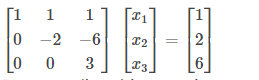 [1 1 1] [x₁] [1]
[0 -2 -6] [x₂] = [2]
[0 0 3] [x₃] [6]